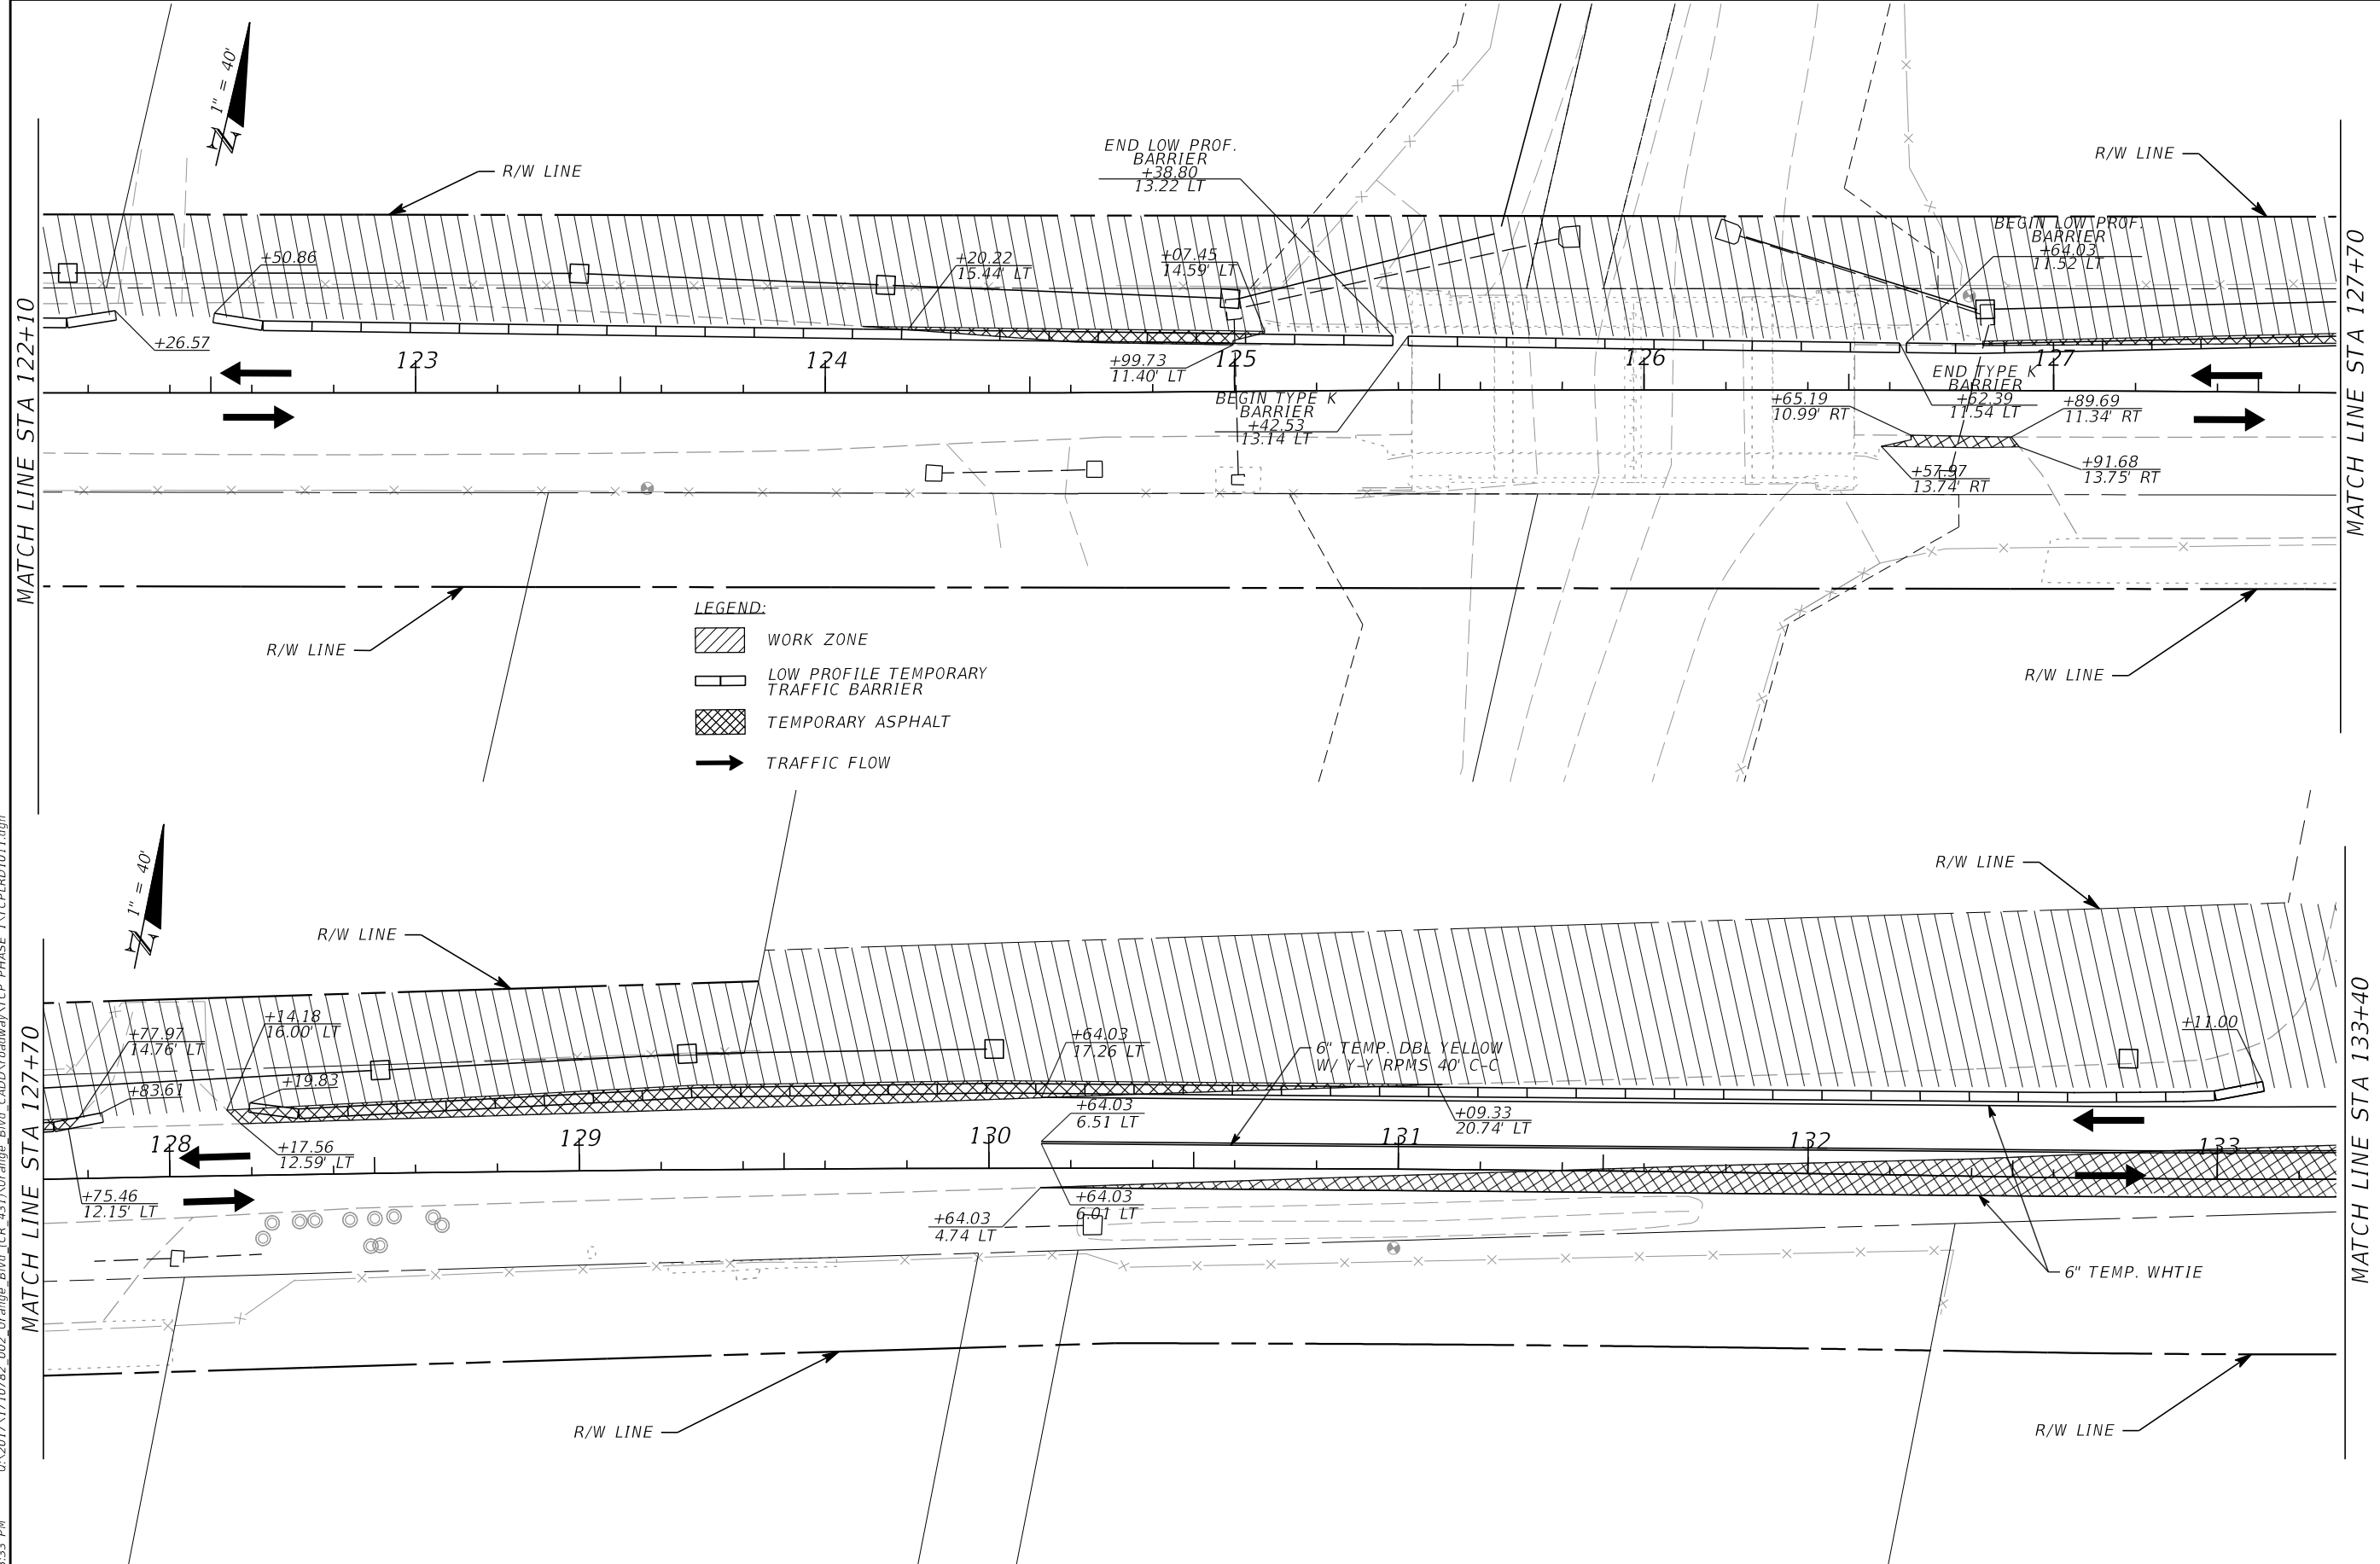 1" = 40'
N
R/W LINE
END LOW PROF.
BARRIER
+38.80
13.22 LT
R/W LINE
BEGIN LOW PROF.
BARRIER
+64.03
11.52 LT
+50.86
+20.22
15.44' LT
+07.45
14.59' LT
+26.57
123
124
+99.73
11.40' LT
125
126
127
BEGIN TYPE K
BARRIER
+42.53
13.14 LT
END TYPE K
BARRIER
+62.39
11.54 LT
+65.19
10.99' RT
+89.69
11.34' RT
+57.97
13.74' RT
+91.68
13.75' RT
MATCH LINE STA 122+10
MATCH LINE STA 127+70
R/W LINE
R/W LINE
LEGEND:
WORK ZONE
LOW PROFILE TEMPORARY
TRAFFIC BARRIER
TEMPORARY ASPHALT
TRAFFIC FLOW
1" = 40'
N
R/W LINE
R/W LINE
+77.97
14.76' LT
+14.18
16.00' LT
+83.61
+19.83
+64.03
17.26 LT
6" TEMP. DBL YELLOW
W/ Y-Y RPMS 40' C-C
+11.00
+64.03
6.51 LT
+09.33
20.74' LT
128
129
130
131
132
133
+17.56
12.59' LT
+75.46
12.15' LT
+64.03
6.01 LT
+64.03
4.74 LT
6" TEMP. WHTIE
MATCH LINE STA 127+70
MATCH LINE STA 133+40
R/W LINE
R/W LINE